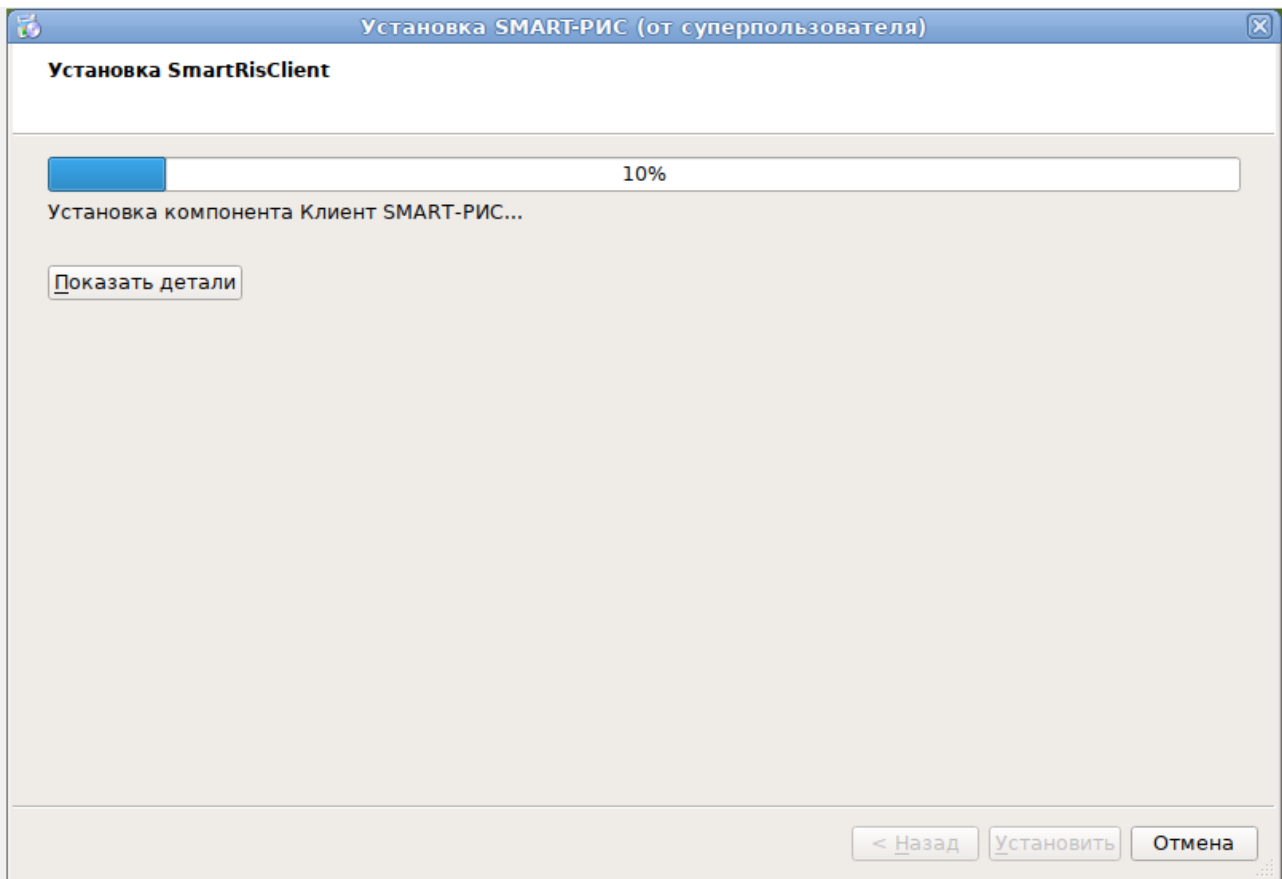 Установка SMART-РИС (от суперпользователя)
Установка SmartRisClient
10%
Установка компонента Клиент SMART-РИС...
Показать детали
< Назад Установить Отмена